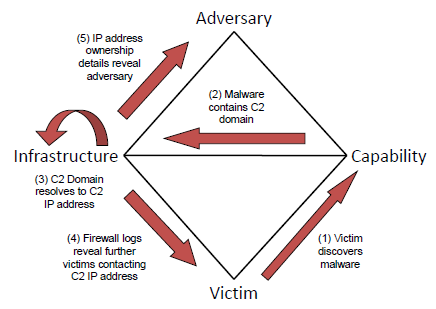 Adversary
(5) IP address
ownership
details reveal
adversary
(2) Malware
contains C2
domain
Infrastructure
Capability
(3) C2 Domain
resolves to C2
IP address
(4) Firewall logs
reveal further
victims contacting
C2 IP address
(1) Victim
discovers
malware
Victim